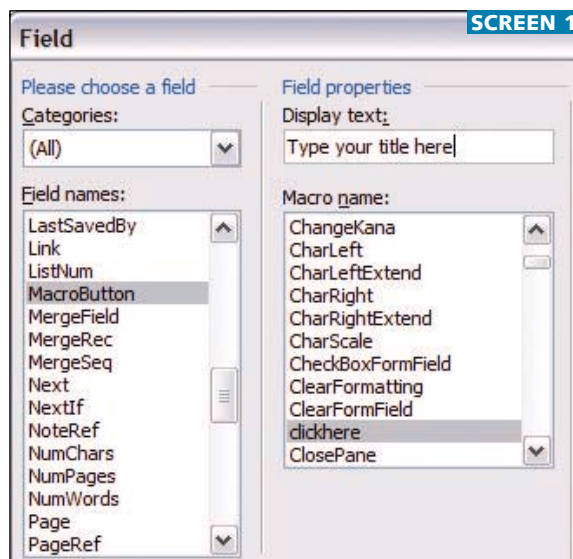 SCREEN 1
Field
Please choose a field
Categories:
(All)
Field names:
LastSavedBy
Link
ListNum
MacroButton
MergeField
MergeRec
MergeSeq
Next
NextIf
NoteRef
NumChars
NumPages
NumWords
Page
PageRef
Field properties
Display text:
Type your title here
Macro name:
ChangeKana
CharLeft
CharLeftExtend
CharRight
CharRightExtend
CharScale
CheckBoxFormField
ClearFormatting
ClearFormField
clickhere
ClosePane